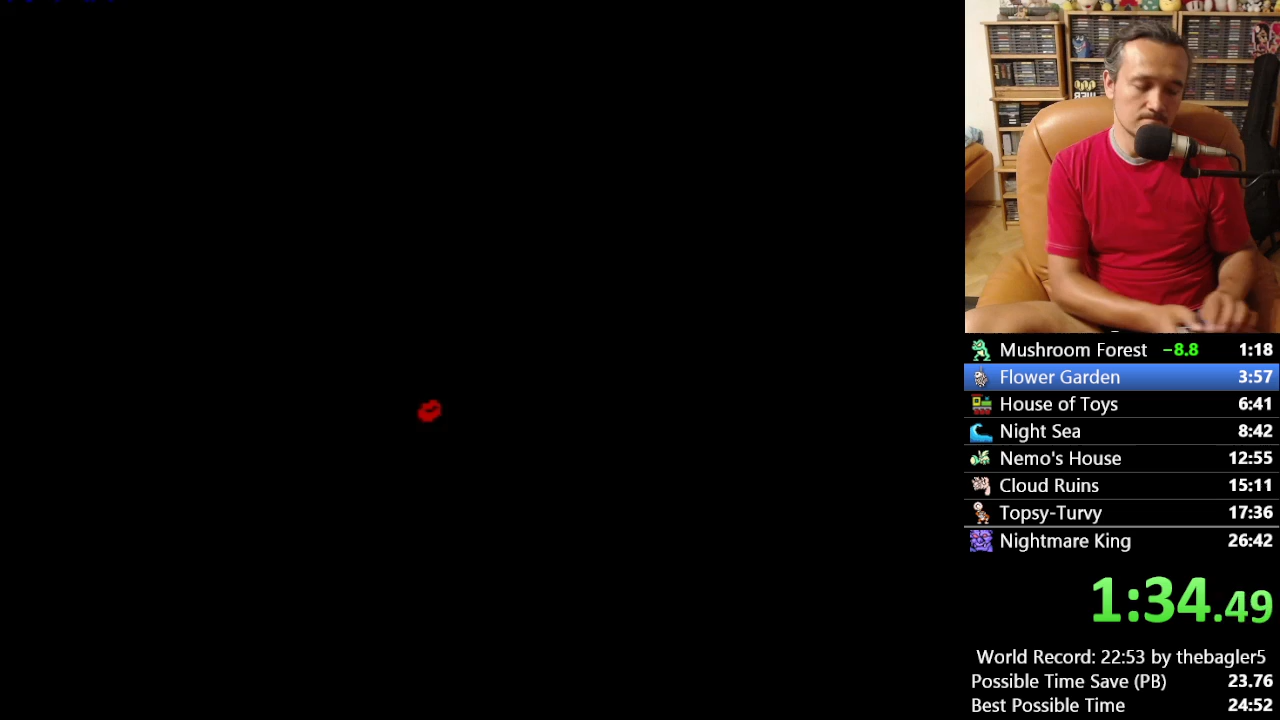 Mushroom Forest -8.8 1:18
Flower Garden 3:57
House of Toys 6:41
Night Sea 8:42
Nemo's House 12:55
Cloud Ruins 15:11
Topsy-Turvy 17:36
Nightmare King 26:42
1:34.49
World Record: 22:53 by thebagler5
Possible Time Save (PB) 23.76
Best Possible Time 24:52